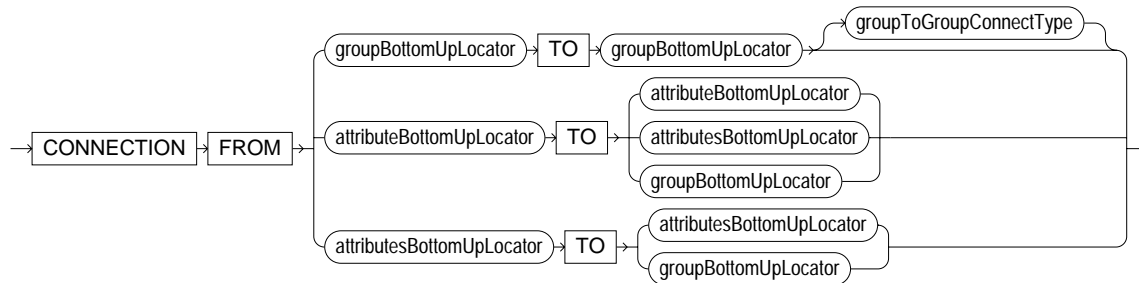 groupToGroupConnectType
groupBottomUpLocator TO groupBottomUpLocator
attributeBottomUpLocator
CONNECTION FROM attributeBottomUpLocator TO attributesBottomUpLocator
groupBottomUpLocator
attributesBottomUpLocator
attributesBottomUpLocator TO
groupBottomUpLocator